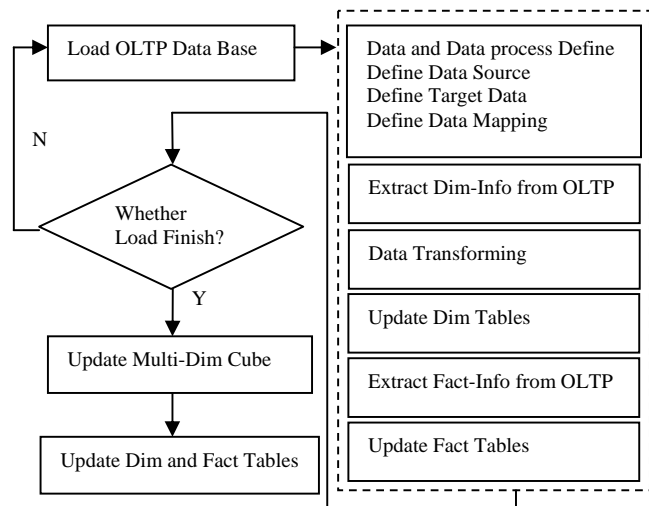 Load OLTP Data Base
Data and Data process Define
Define Data Source
Define Target Data
Define Data Mapping
N
Whether
Load Finish?
Y
Extract Dim-Info from OLTP
Data Transforming
Update Dim Tables
Extract Fact-Info from OLTP
Update Fact Tables
Update Multi-Dim Cube
Update Dim and Fact Tables